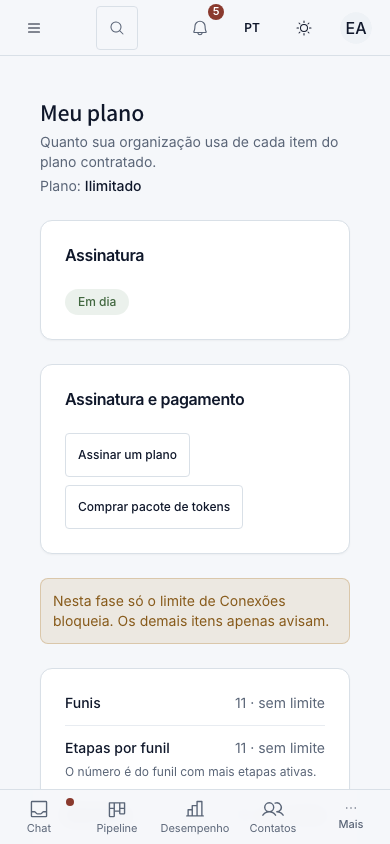 5
PT
EA
Meu plano
Quanto sua organização usa de cada item do
plano contratado.
Plano: Ilimitado
Assinatura
Em dia
Assinatura e pagamento
Assinar um plano
Comprar pacote de tokens
Nesta fase só o limite de Conexões
bloqueia. Os demais itens apenas avisam.
Funis 11 · sem limite
Etapas por funil 11 · sem limite
O número é do funil com mais etapas ativas.
Chat Pipeline Desempenho Contatos Mais